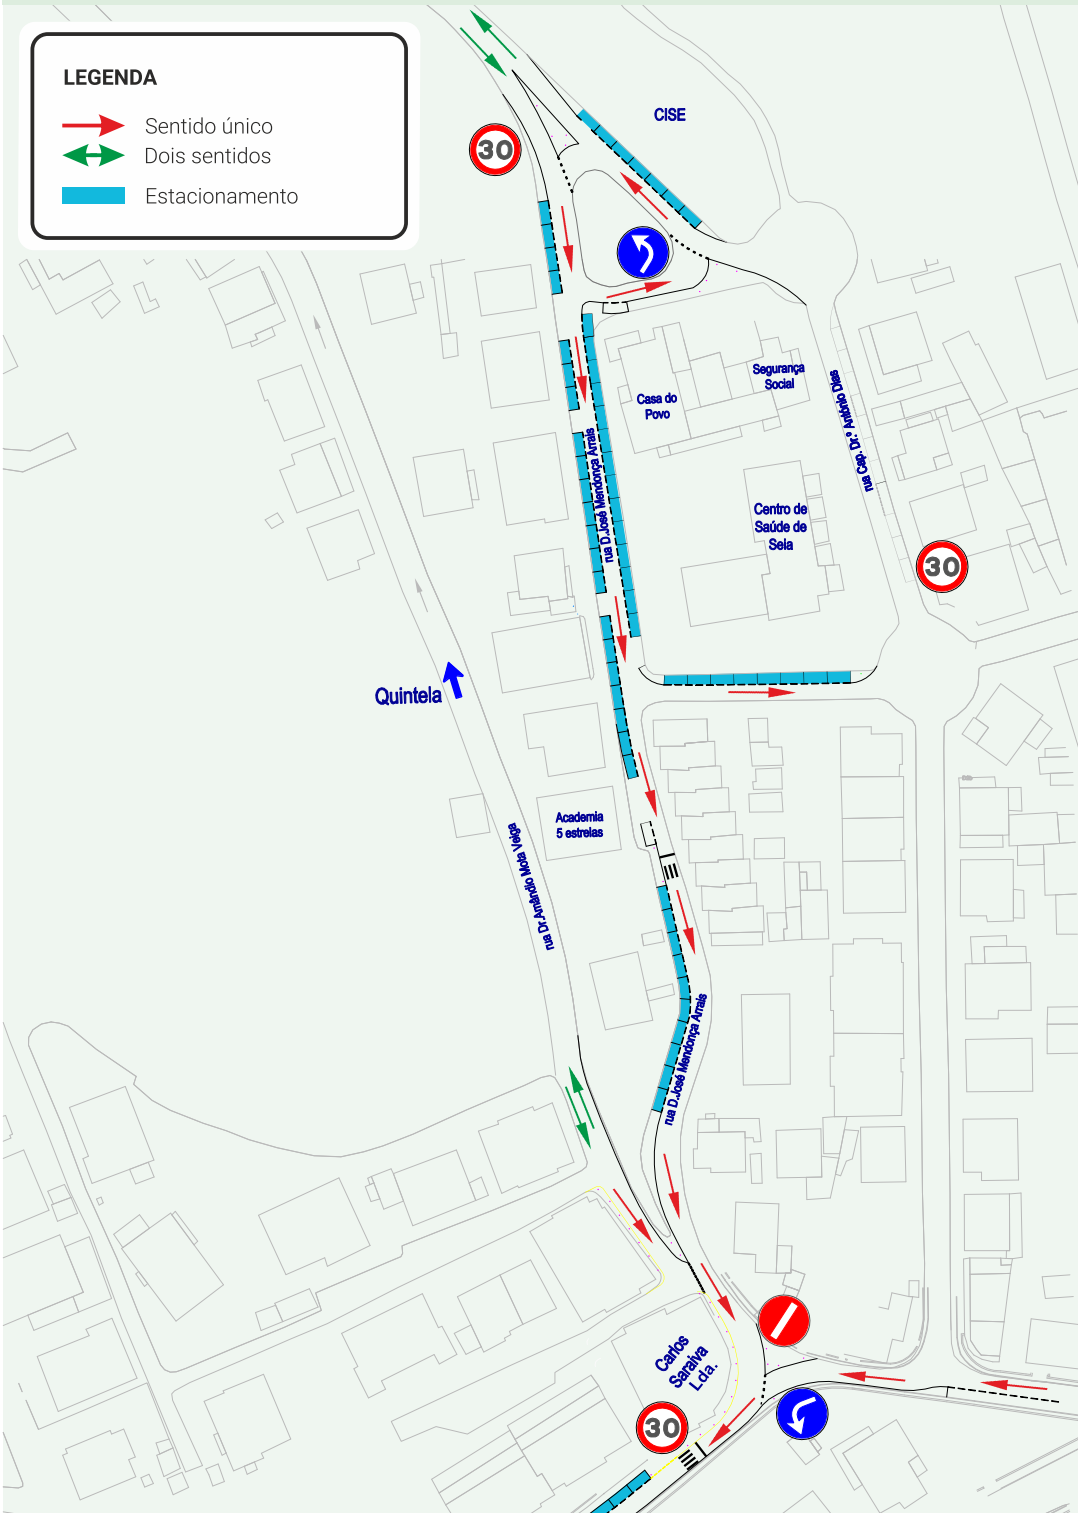 LEGENDA
Sentido único
Dois sentidos
Estacionamento
CISE
30
Segurança
Social
Casa do
Povo
rua Cap. Dr.º António Dias
rua D.José Mendonça Arrais
Centro de
Saúde de
Seia
30
Quintela
Academia
5 estrelas
rua Dr.Amândio Mota Veiga
rua D.José Mendonça Arrais
Carlos
Saraiva
Lda.
30